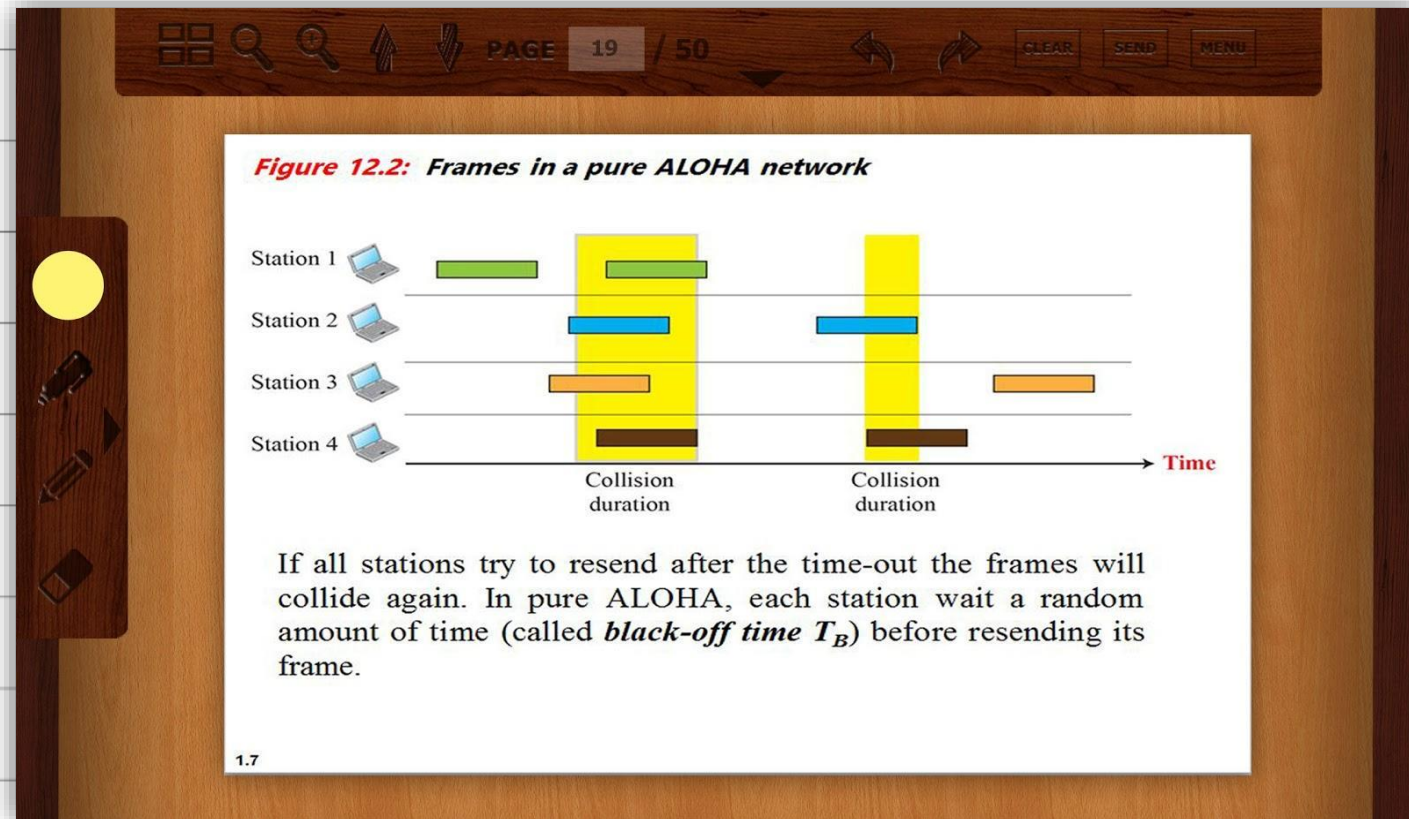 PAGE 19 / 50
CLEAR SEND MENU
Figure 12.2: Frames in a pure ALOHA network
Station 1
Station 2
Station 3
Station 4
Time
Collision
duration
Collision
duration
If all stations try to resend after the time-out the frames will
collide again. In pure ALOHA, each station wait a random
amount of time (called black-off time TB) before resending its
frame.
1.7